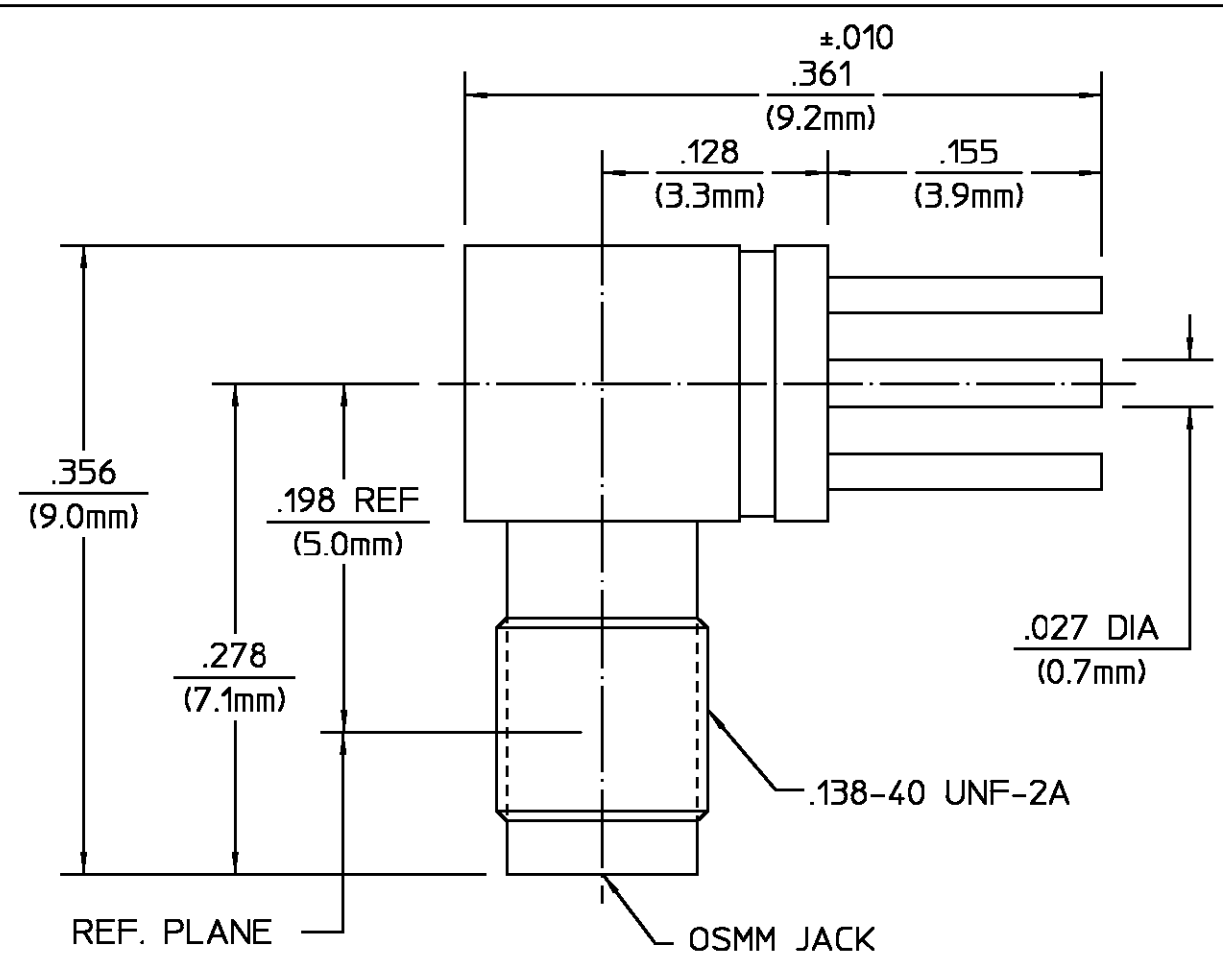 ±.010
.361
(9.2mm)
.128
(3.3mm)
.155
(3.9mm)
.356
(9.0mm)
.198 REF
(5.0mm)
.278
(7.1mm)
.027 DIA
(0.7mm)
.138-40 UNF-2A
REF. PLANE
OSMM JACK